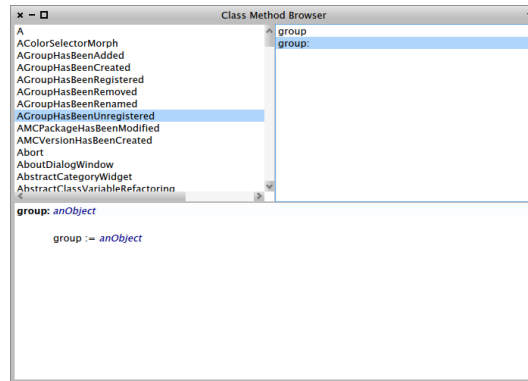 Class Method Browser
A
AColorSelectorMorph
AGroupHasBeenAdded
AGroupHasBeenCreated
AGroupHasBeenRegistered
AGroupHasBeenRemoved
AGroupHasBeenRenamed
AGroupHasBeenUnregistered
AMCPackageHasBeenModified
AMCVersionHasBeenCreated
Abort
AboutDialogWindow
AbstractCategoryWidget
AbstractClassVariableRefactoring
group
group:
group: anObject
group := anObject